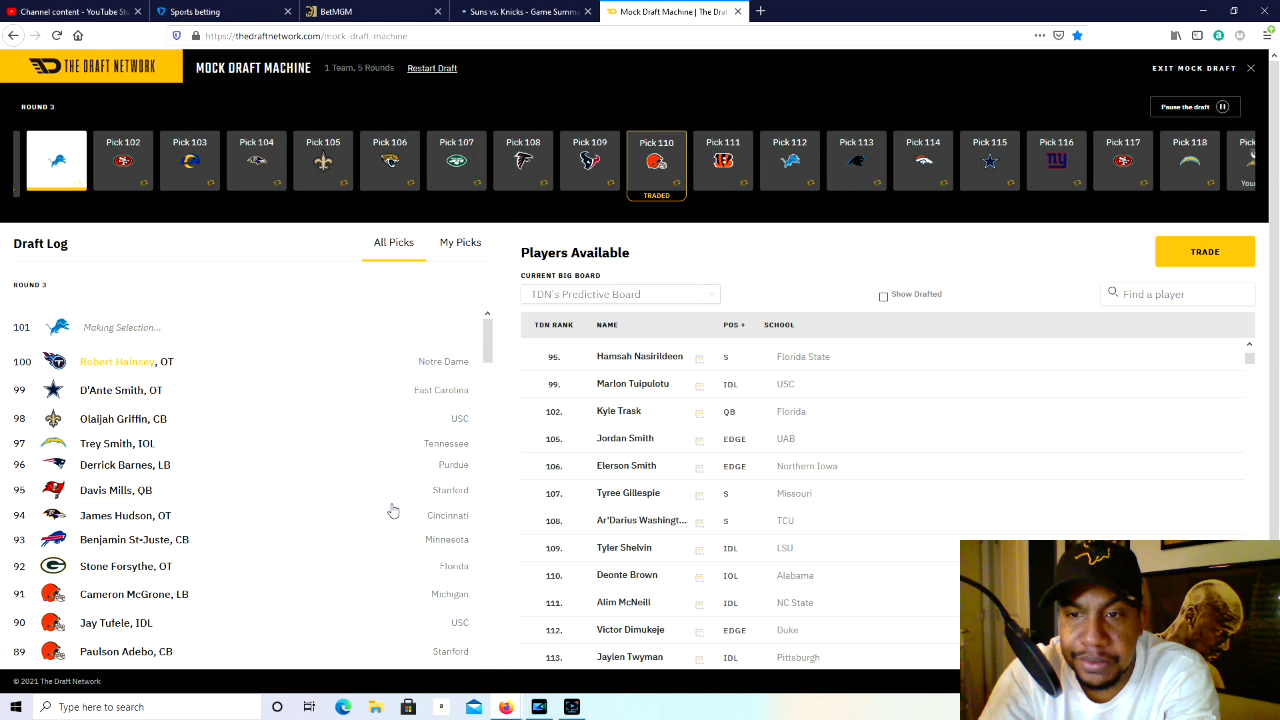 Channel content - YouTube Stu
Sports betting
BetMGM
Suns vs. Knicks - Game Summa
Mock Draft Machine | The Draf
https://thedraftnetwork.com/mock-draft-machine
THE DRAFT NETWORK
MOCK DRAFT MACHINE
1 Team, 5 Rounds
Restart Draft
EXIT MOCK DRAFT
ROUND 3
Pause the draft
Pick 102
Pick 103
Pick 104
Pick 105
Pick 106
Pick 107
Pick 108
Pick 109
Pick 110
Pick 111
Pick 112
Pick 113
Pick 114
Pick 115
Pick 116
Pick 117
Pick 118
Pick
TRADED
Your
Draft Log
All Picks
My Picks
ROUND 3
101 Making Selection...
100 Robert Hainsey, OT Notre Dame
99 D'Ante Smith, OT East Carolina
98 Olaijah Griffin, CB USC
97 Trey Smith, IOL Tennessee
96 Derrick Barnes, LB Purdue
95 Davis Mills, QB Stanford
94 James Hudson, OT Cincinnati
93 Benjamin St-Juste, CB Minnesota
92 Stone Forsythe, OT Florida
91 Cameron McGrone, LB Michigan
90 Jay Tufele, IDL USC
89 Paulson Adebo, CB Stanford
Players Available
TRADE
CURRENT BIG BOARD
TDN's Predictive Board
Show Drafted
Find a player
TDN RANK NAME POS + SCHOOL
95. Hamsah Nasirildeen S Florida State
99. Marlon Tuipulotu IDL USC
102. Kyle Trask QB Florida
105. Jordan Smith EDGE UAB
106. Elerson Smith EDGE Northern Iowa
107. Tyree Gillespie S Missouri
108. Ar'Darius Washingt... S TCU
109. Tyler Shelvin IDL LSU
110. Deonte Brown IOL Alabama
111. Alim McNeill IDL NC State
112. Victor Dimukeje EDGE Duke
113. Jaylen Twyman IDL Pittsburgh
© 2021 The Draft Network
Type here to search